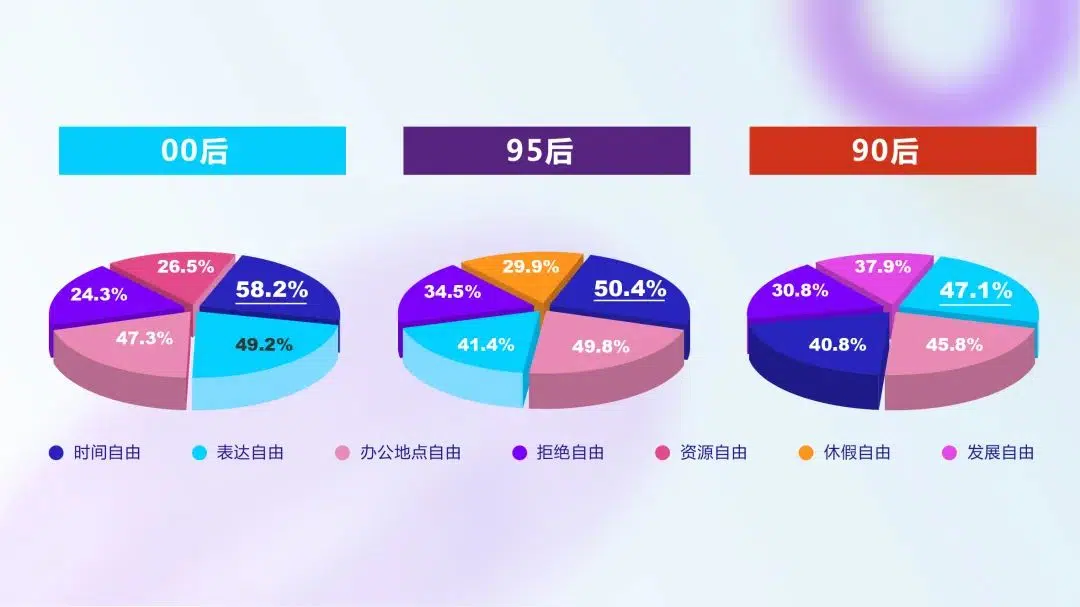 00后
95后
90后
26.5%
58.2%
24.3%
47.3%
49.2%
29.9%
50.4%
34.5%
41.4%
49.8%
37.9%
47.1%
30.8%
40.8%
45.8%
时间自由
表达自由
办公地点自由
拒绝自由
资源自由
休假自由
发展自由